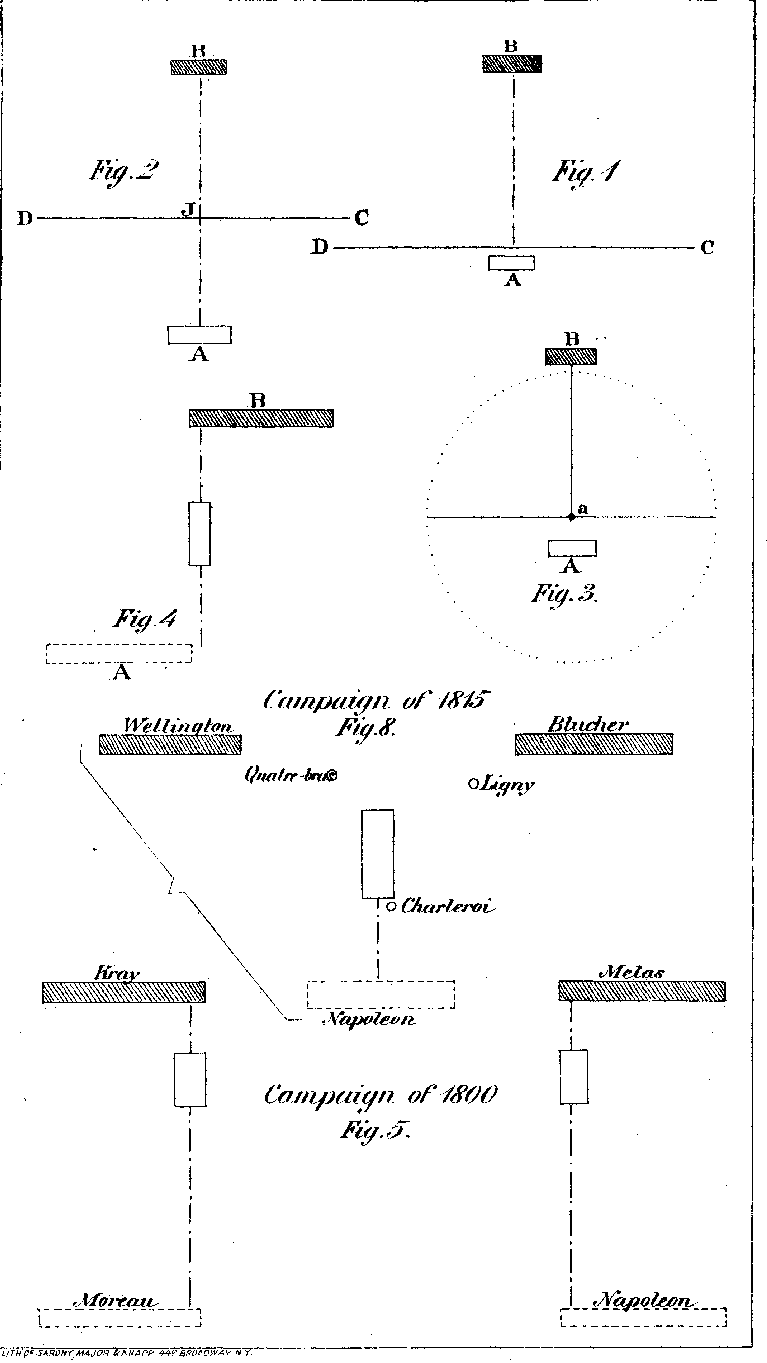 B
B
Fig. 2
Fig. 1
D
J
C
D
C
A
A
B
B
a
A
Fig. 3.
Fig. 4
A
Campaign of 1815
Fig. 8.
Wellington
Blucher
Quatre-bras
Ligny
Charleroi
Kray
Melas
Napoleon
Campaign of 1800
Fig. 5.
Moreau
Napoleon
LITH OF SARONY, MAJOR & KNAPP 449 BROADWAY N.Y.